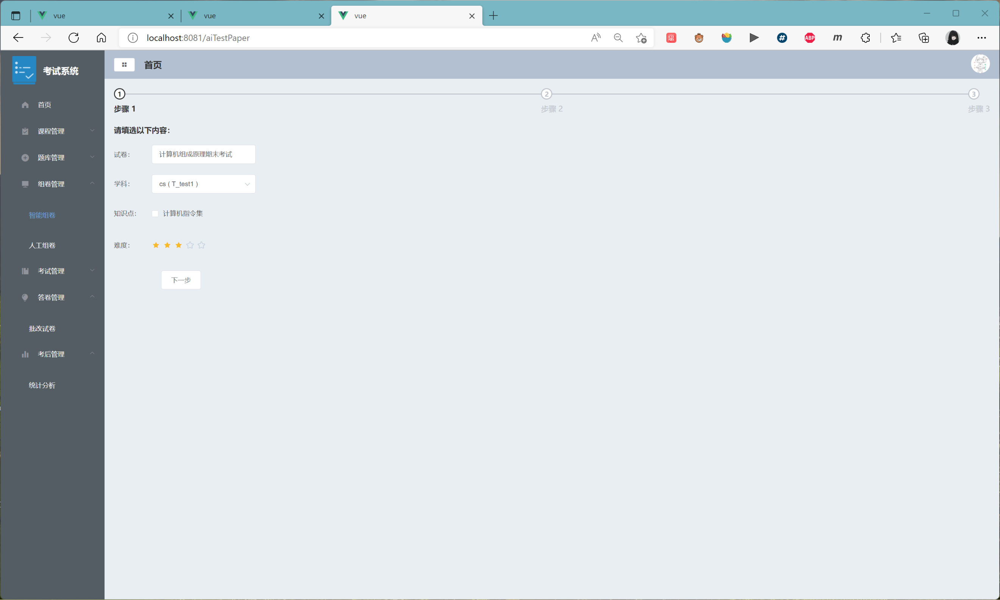 vue
vue
vue
localhost:8081/aiTestPaper
惠
#
ABP
m
考试系统
首页
1
2
3
步骤 1
步骤 2
步骤 3
首页
课程管理
题库管理
组卷管理
智能组卷
人工组卷
考试管理
答卷管理
批改试卷
考后管理
统计分析
请填选以下内容：
试卷： 计算机组成原理期末考试
学科： cs ( T_test1 )
知识点： 计算机指令集
难度：
下一步